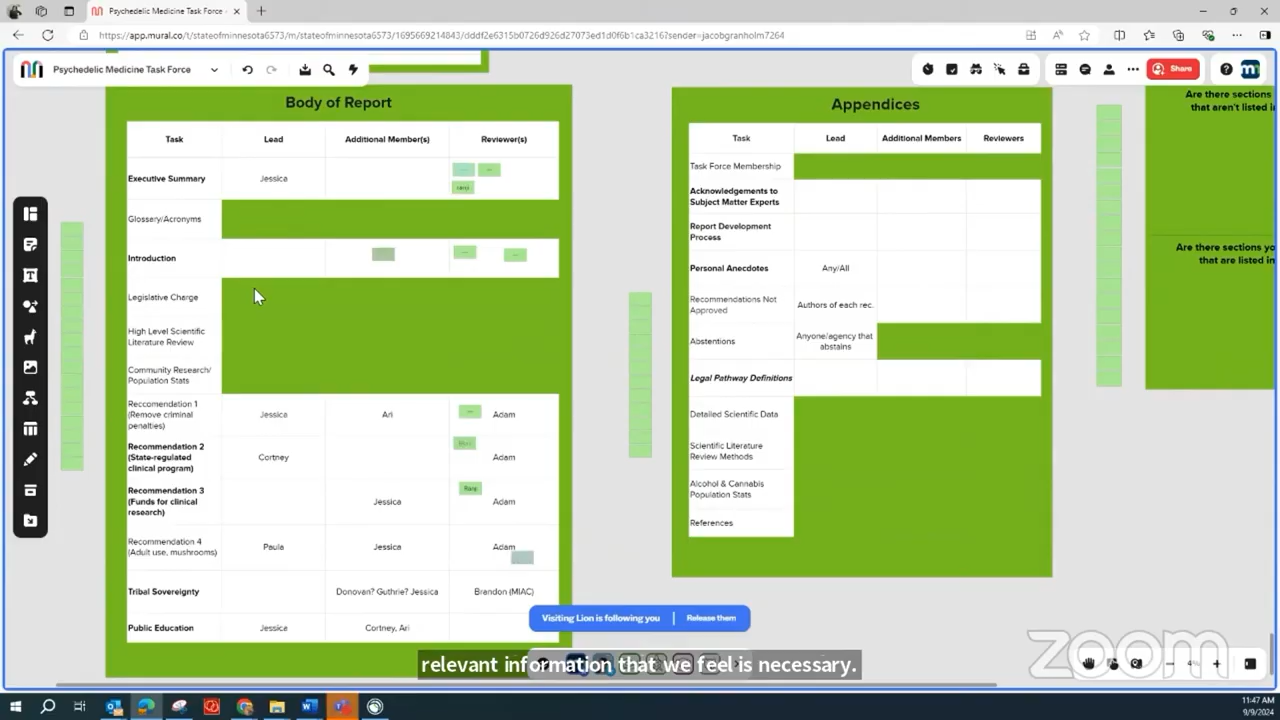 Psychedelic Medicine Task Force -
https://app.mural.co/t/stateofminnesota6573/m/stateofminnesota6573/1695669214843/dddf2e6315b0726d926d27073ed1d0f6b1ca3216?sender=jacobgranholm7264
Psychedelic Medicine Task Force
Share
Body of Report
Task Lead Additional Member(s) Reviewer(s)
Executive Summary Jessica
Glossary/Acronyms
Introduction
Legislative Charge
High Level Scientific
Literature Review
Community Research/
Population Stats
Reccomendation 1
(Remove criminal
penalties)
Jessica Ari Adam
Recommendation 2
(State-regulated
clinical program)
Cortney Adam
Recommendation 3
(Funds for clinical
research)
Jessica Adam
Recommendation 4
(Adult use, mushrooms)
Paula Jessica Adam
Tribal Sovereignty Donovan? Guthrie? Jessica Brandon (MIAC)
Public Education Jessica Cortney, Ari
Appendices
Task Lead Additional Members Reviewers
Task Force Membership
Acknowledgements to
Subject Matter Experts
Report Development
Process
Personal Anecdotes Any/All
Recommendations Not
Approved
Authors of each rec.
Abstentions
Anyone/agency that
abstains
Legal Pathway Definitions
Detailed Scientific Data
Scientific Literature
Review Methods
Alcohol & Cannabis
Population Stats
References
Are there sections
that aren't listed
Are there sections yo
that are listed in
Visiting Lion is following you Release them
relevant information that we feel is necessary.
zoom
11:47 AM
9/9/2024